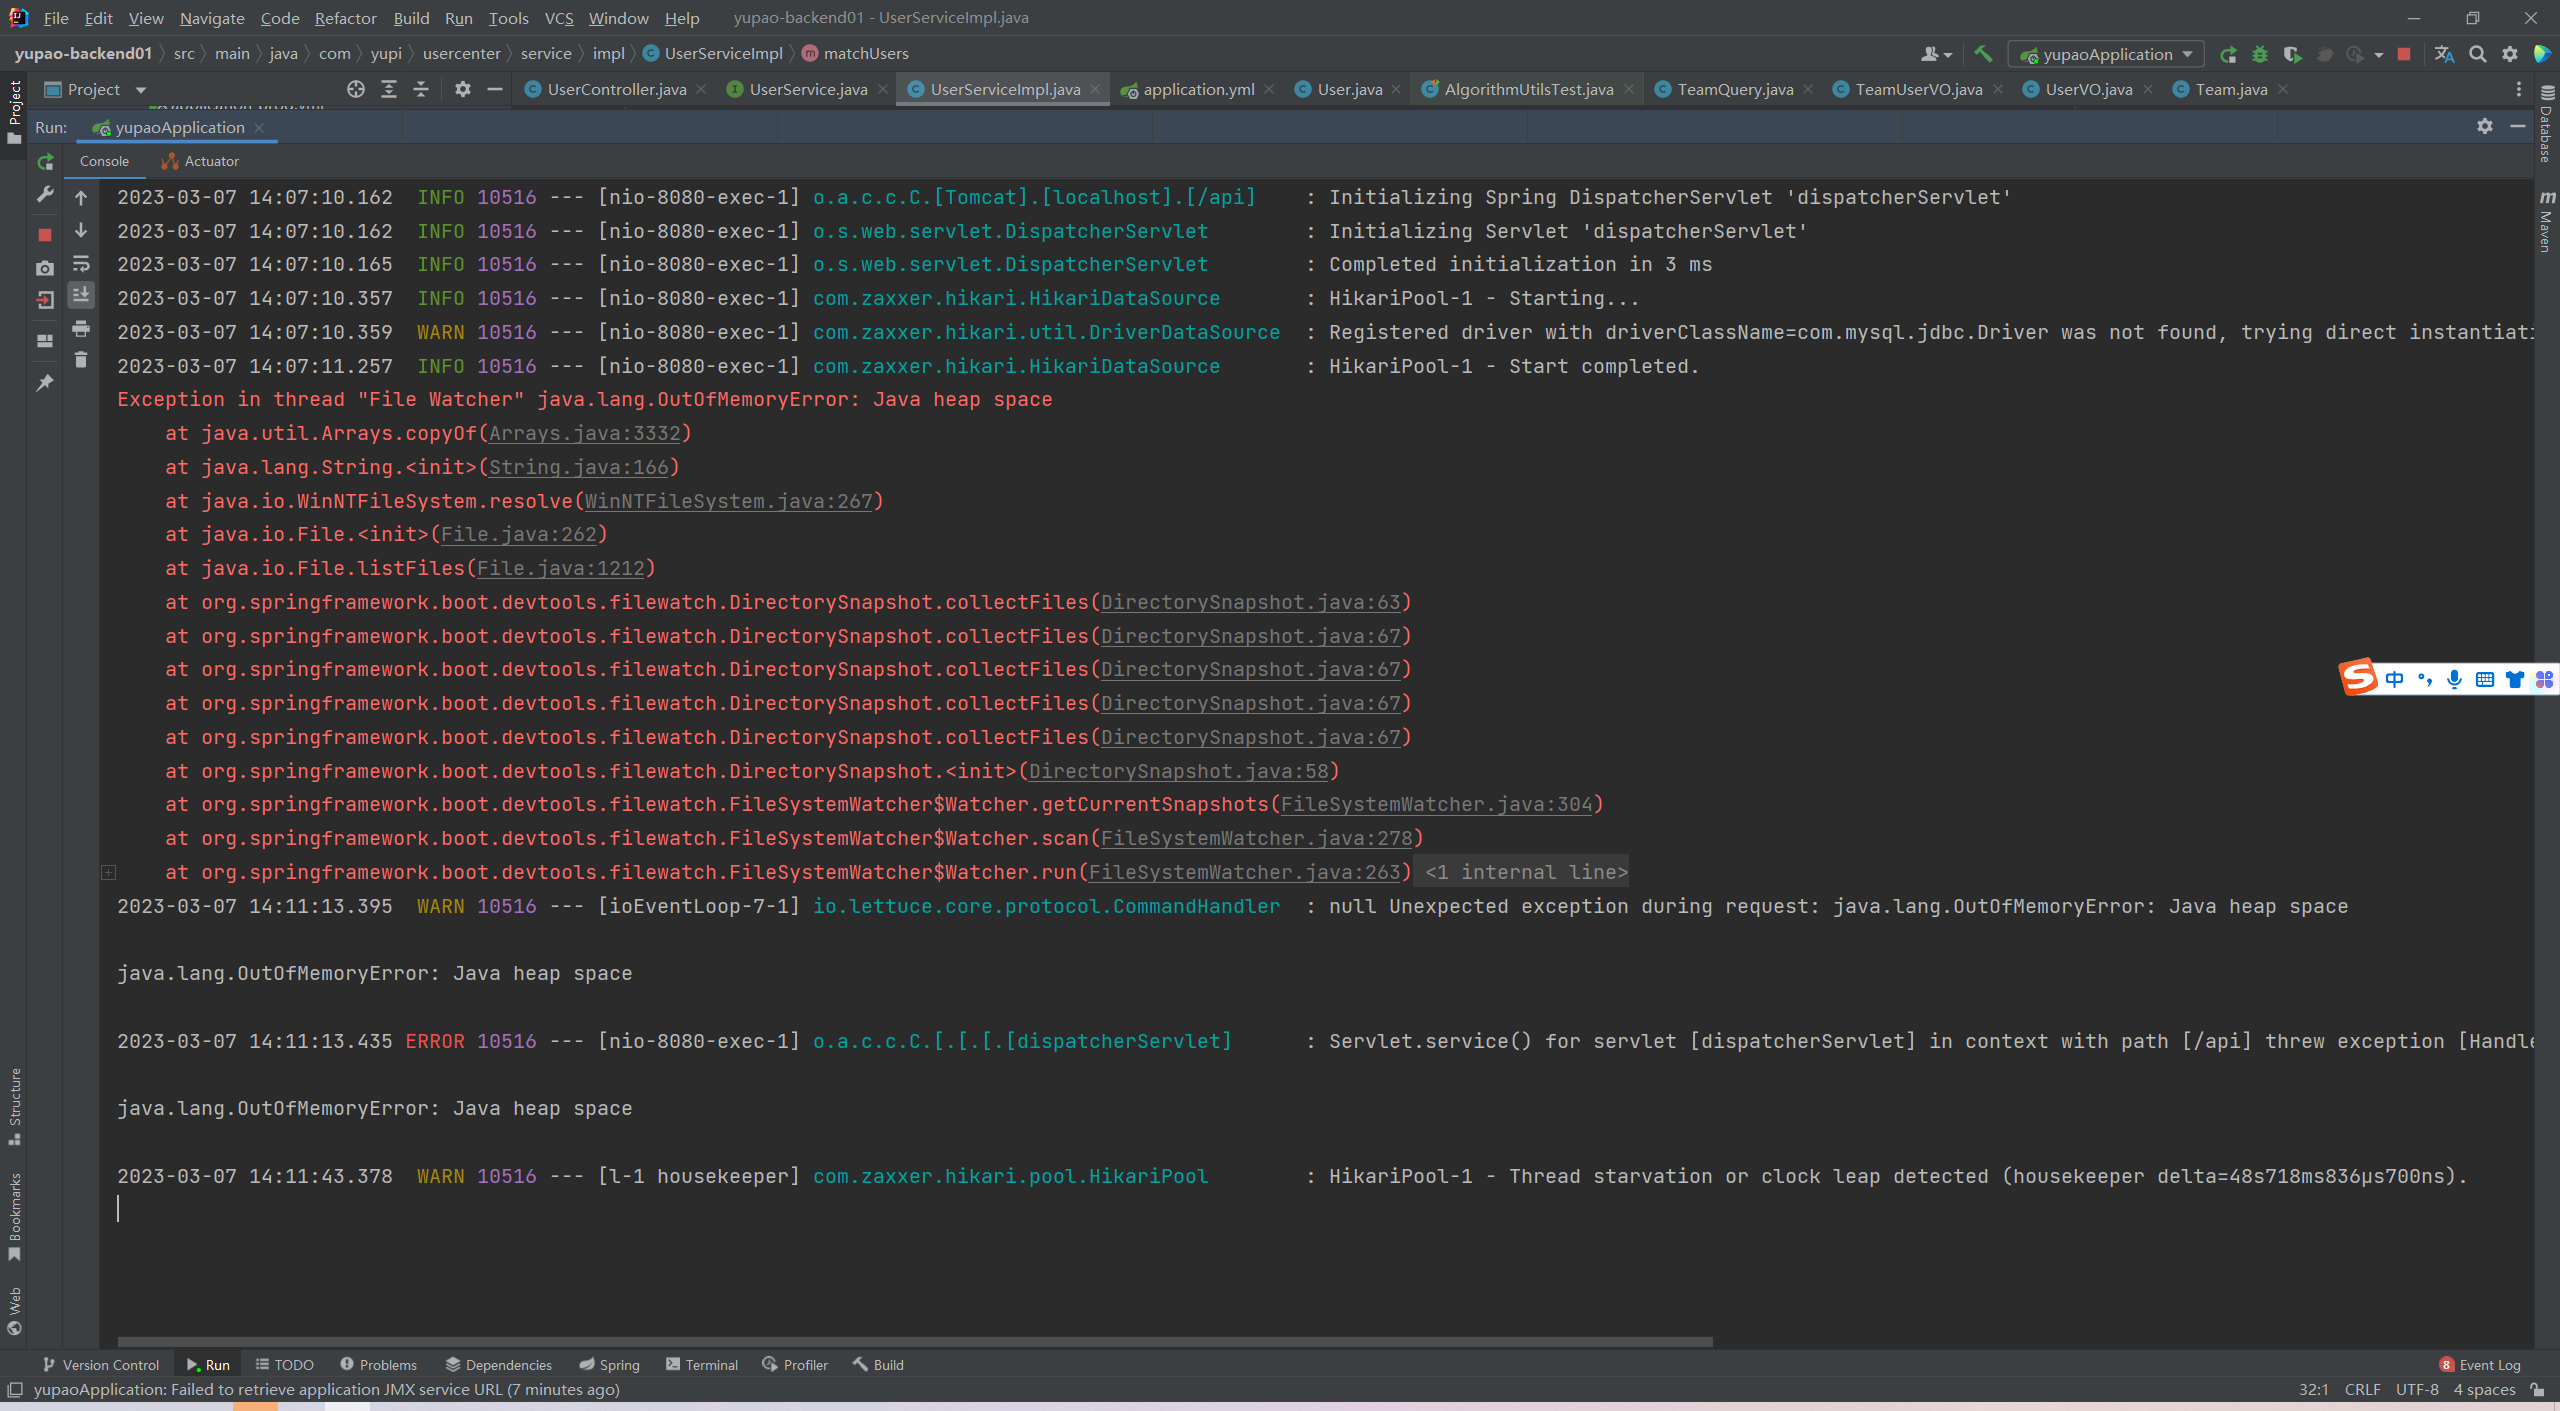 File Edit View Navigate Code Refactor Build Run Tools VCS Window Help yupao-backend01 - UserServiceImpl.java
yupao-backend01 src main java com yupi usercenter service impl UserServiceImpl matchUsers yupaoApplication
Project UserController.java UserService.java UserServiceImpl.java application.yml User.java AlgorithmUtilsTest.java TeamQuery.java TeamUserVO.java UserVO.java Team.java
Run: yupaoApplication
Console Actuator
2023-03-07 14:07:10.162  INFO 10516 --- [nio-8080-exec-1] o.a.c.c.C.[Tomcat].[localhost].[/api]    : Initializing Spring DispatcherServlet 'dispatcherServlet'
2023-03-07 14:07:10.162  INFO 10516 --- [nio-8080-exec-1] o.s.web.servlet.DispatcherServlet        : Initializing Servlet 'dispatcherServlet'
2023-03-07 14:07:10.165  INFO 10516 --- [nio-8080-exec-1] o.s.web.servlet.DispatcherServlet        : Completed initialization in 3 ms
2023-03-07 14:07:10.357  INFO 10516 --- [nio-8080-exec-1] com.zaxxer.hikari.HikariDataSource       : HikariPool-1 - Starting...
2023-03-07 14:07:10.359  WARN 10516 --- [nio-8080-exec-1] com.zaxxer.hikari.util.DriverDataSource  : Registered driver with driverClassName=com.mysql.jdbc.Driver was not found, trying direct instantiati
2023-03-07 14:07:11.257  INFO 10516 --- [nio-8080-exec-1] com.zaxxer.hikari.HikariDataSource       : HikariPool-1 - Start completed.
Exception in thread "File Watcher" java.lang.OutOfMemoryError: Java heap space
at java.util.Arrays.copyOf(Arrays.java:3332)
at java.lang.String.<init>(String.java:166)
at java.io.WinNTFileSystem.resolve(WinNTFileSystem.java:267)
at java.io.File.<init>(File.java:262)
at java.io.File.listFiles(File.java:1212)
at org.springframework.boot.devtools.filewatch.DirectorySnapshot.collectFiles(DirectorySnapshot.java:63)
at org.springframework.boot.devtools.filewatch.DirectorySnapshot.collectFiles(DirectorySnapshot.java:67)
at org.springframework.boot.devtools.filewatch.DirectorySnapshot.collectFiles(DirectorySnapshot.java:67)
at org.springframework.boot.devtools.filewatch.DirectorySnapshot.collectFiles(DirectorySnapshot.java:67)
at org.springframework.boot.devtools.filewatch.DirectorySnapshot.collectFiles(DirectorySnapshot.java:67)
at org.springframework.boot.devtools.filewatch.DirectorySnapshot.<init>(DirectorySnapshot.java:58)
at org.springframework.boot.devtools.filewatch.FileSystemWatcher$Watcher.getCurrentSnapshots(FileSystemWatcher.java:304)
at org.springframework.boot.devtools.filewatch.FileSystemWatcher$Watcher.scan(FileSystemWatcher.java:278)
at org.springframework.boot.devtools.filewatch.FileSystemWatcher$Watcher.run(FileSystemWatcher.java:263) <1 internal line>
2023-03-07 14:11:13.395  WARN 10516 --- [ioEventLoop-7-1] io.lettuce.core.protocol.CommandHandler  : null Unexpected exception during request: java.lang.OutOfMemoryError: Java heap space
java.lang.OutOfMemoryError: Java heap space
2023-03-07 14:11:13.435 ERROR 10516 --- [nio-8080-exec-1] o.a.c.c.C.[.[.[.[dispatcherServlet]      : Servlet.service() for servlet [dispatcherServlet] in context with path [/api] threw exception [Handle
java.lang.OutOfMemoryError: Java heap space
2023-03-07 14:11:43.378  WARN 10516 --- [l-1 housekeeper] com.zaxxer.hikari.pool.HikariPool        : HikariPool-1 - Thread starvation or clock leap detected (housekeeper delta=48s718ms836µs700ns).
Project
Structure
Bookmarks
Web
Database
Maven
中
Version Control Run TODO Problems Dependencies Spring Terminal Profiler Build 8 Event Log
yupaoApplication: Failed to retrieve application JMX service URL (7 minutes ago) 32:1 CRLF UTF-8 4 spaces